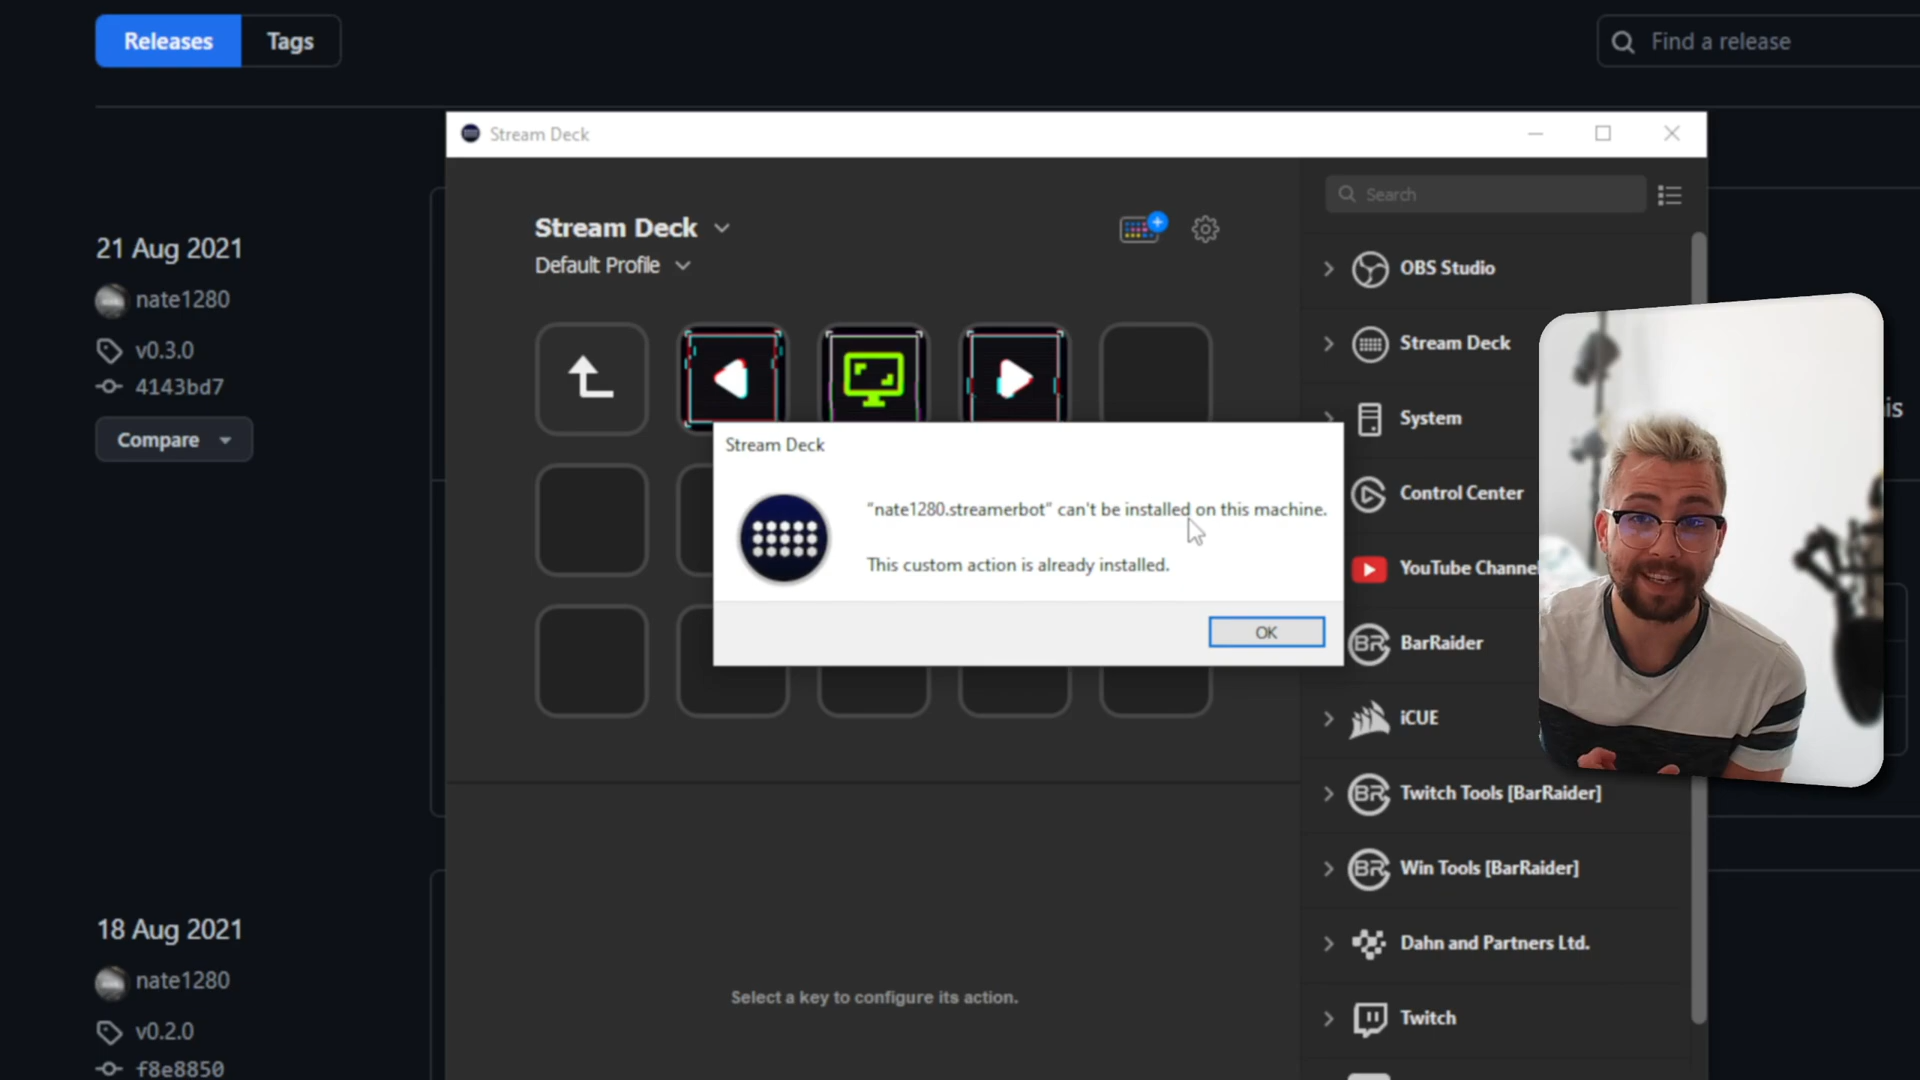 Releases
Tags
Find a release
Stream Deck
Search
21 Aug 2021
nate1280
v0.3.0
4143bd7
Compare
Stream Deck
Default Profile
OBS Studio
Stream Deck
System
Control Center
YouTube Channe
BarRaider
iCUE
Twitch Tools [BarRaider]
Win Tools [BarRaider]
Dahn and Partners Ltd.
Twitch
is
Stream Deck
"nate1280.streamerbot" can't be installed on this machine.
This custom action is already installed.
OK
Select a key to configure its action.
18 Aug 2021
nate1280
v0.2.0
f8e8850